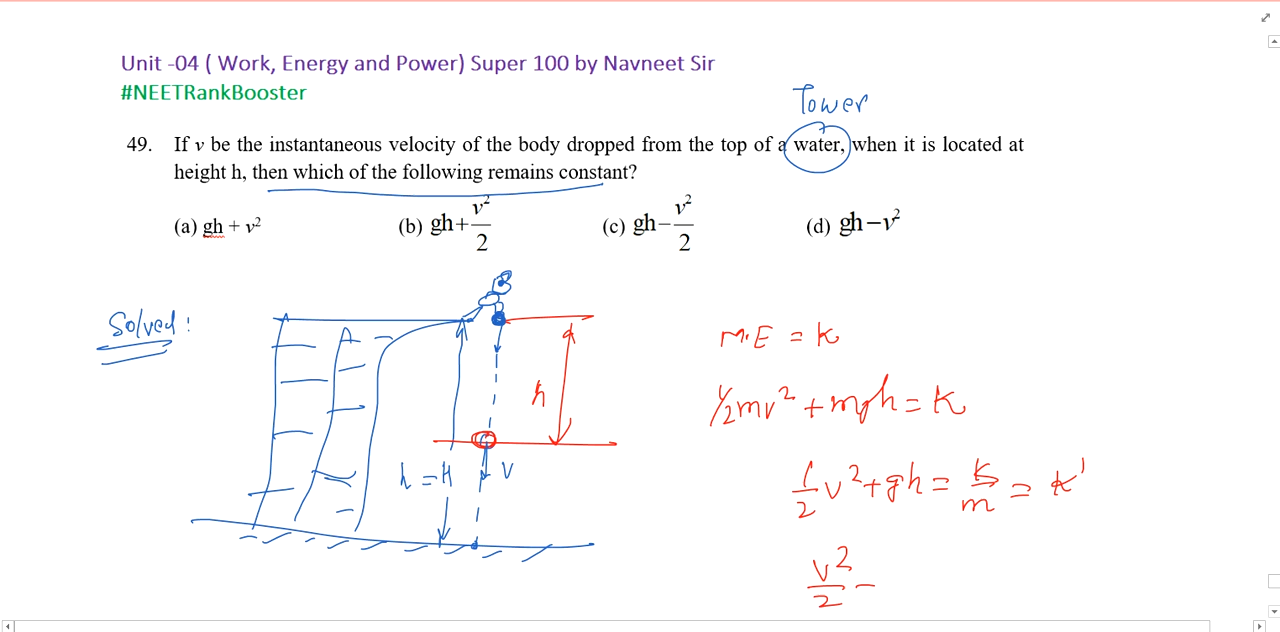 Unit -04 ( Work, Energy and Power) Super 100 by Navneet Sir
#NEETRankBooster
Tower
49. If v be the instantaneous velocity of the body dropped from the top of a water, when it is located at
height h, then which of the following remains constant?
(a) gh + v² (b) gh+v²/2 (c) gh−v²/2 (d) gh−v²
Solved:
M.E = K
h
1/2mv² + mgh = K
h = H
v
1/2 v² + gh = K/m = K'
v²/2 −